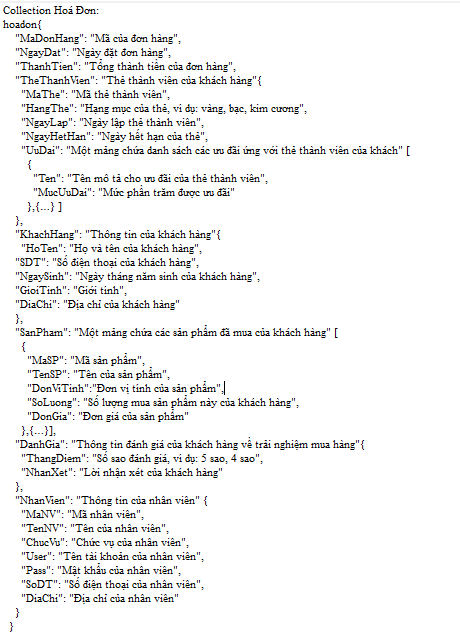 Collection Hoá Đơn:
hoadon{
"MaDonHang": "Mã của đơn hàng",
"NgayDat": "Ngày đặt đơn hàng",
"ThanhTien": "Tổng thành tiền của đơn hàng",
"TheThanhVien": "Thẻ thành viên của khách hàng"{
"MaThe": "Mã thẻ thành viên",
"HangThe": "Hạng mục của thẻ, ví dụ: vàng, bạc, kim cương",
"NgayLap": "Ngày lập thẻ thành viên",
"NgayHetHan": "Ngày hết hạn của thẻ",
"UuDai": "Một mảng chứa danh sách các ưu đãi ứng với thẻ thành viên của khách" [
{
"Ten": "Tên mô tả cho ưu đãi của thẻ thành viên",
"MucUuDai": "Mức phần trăm được ưu đãi"
},{...} ]
},
"KhachHang": "Thông tin của khách hàng"{
"HoTen": "Họ và tên của khách hàng",
"SDT": "Số điện thoại của khách hàng",
"NgaySinh": "Ngày tháng năm sinh của khách hàng",
"GioiTinh": "Giới tính",
"DiaChi": "Địa chỉ của khách hàng"
},
"SanPham": "Một mảng chứa các sản phẩm đã mua của khách hàng" [
{
"MaSP": "Mã sản phẩm",
"TenSP": "Tên của sản phẩm",
"DonViTinh":"Đơn vị tính của sản phẩm",
"SoLuong": "Số lượng mua sản phẩm này của khách hàng",
"DonGia": "Đơn giá của sản phẩm"
},{...}],
"DanhGia": "Thông tin đánh giá của khách hàng về trải nghiệm mua hàng"{
"ThangDiem": "Số sao đánh giá, ví dụ: 5 sao, 4 sao",
"NhanXet": "Lời nhận xét của khách hàng"
},
"NhanVien": "Thông tin của nhân viên" {
"MaNV": "Mã nhân viên",
"TenNV": "Tên của nhân viên",
"ChucVu": "Chức vụ của nhân viên",
"User": "Tên tài khoản của nhân viên",
"Pass": "Mật khẩu của nhân viên",
"SoDT": "Số điện thoại của nhân viên",
"DiaChi": "Địa chỉ của nhân viên"
}
}